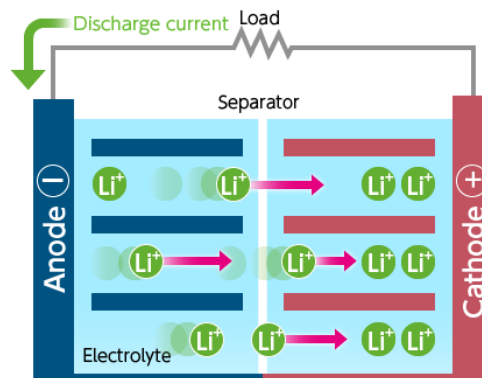 Discharge current
Load
Separator
Anode −
Cathode +
Li+
Li+
Li+ Li+
Li+
Li+
Li+ Li+
Li+
Li+
Li+ Li+
Electrolyte